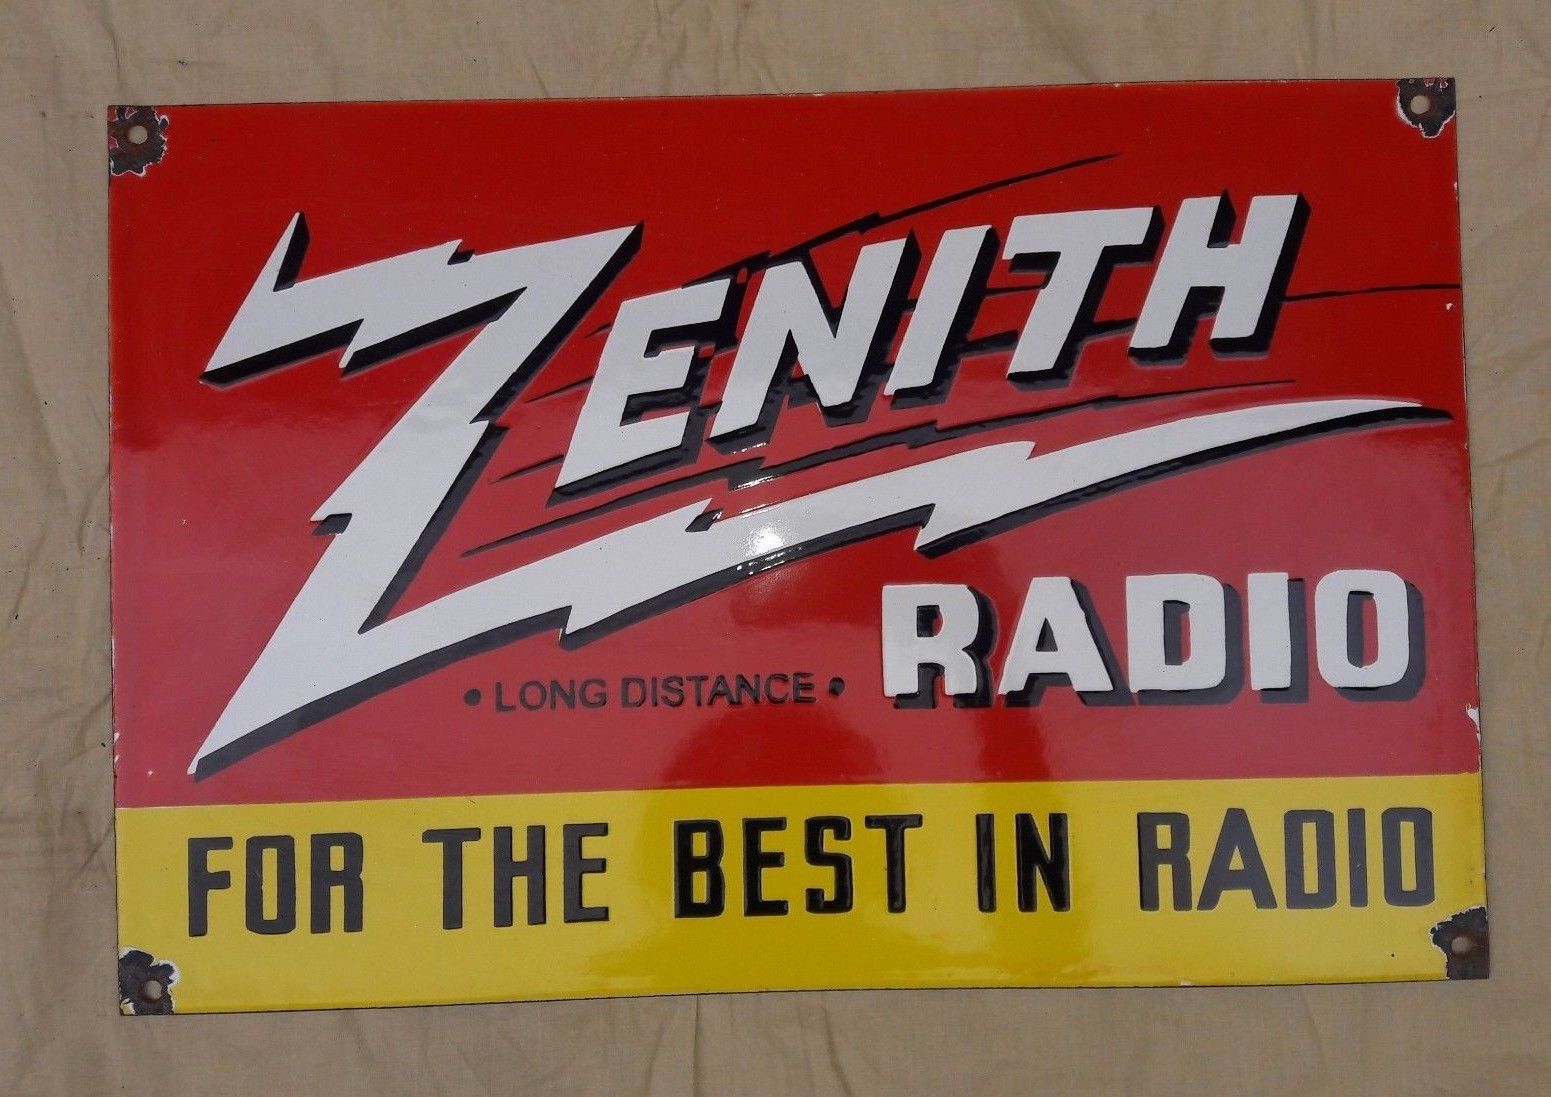 ZENITH
RADIO
• LONG DISTANCE •
FOR THE BEST IN RADIO